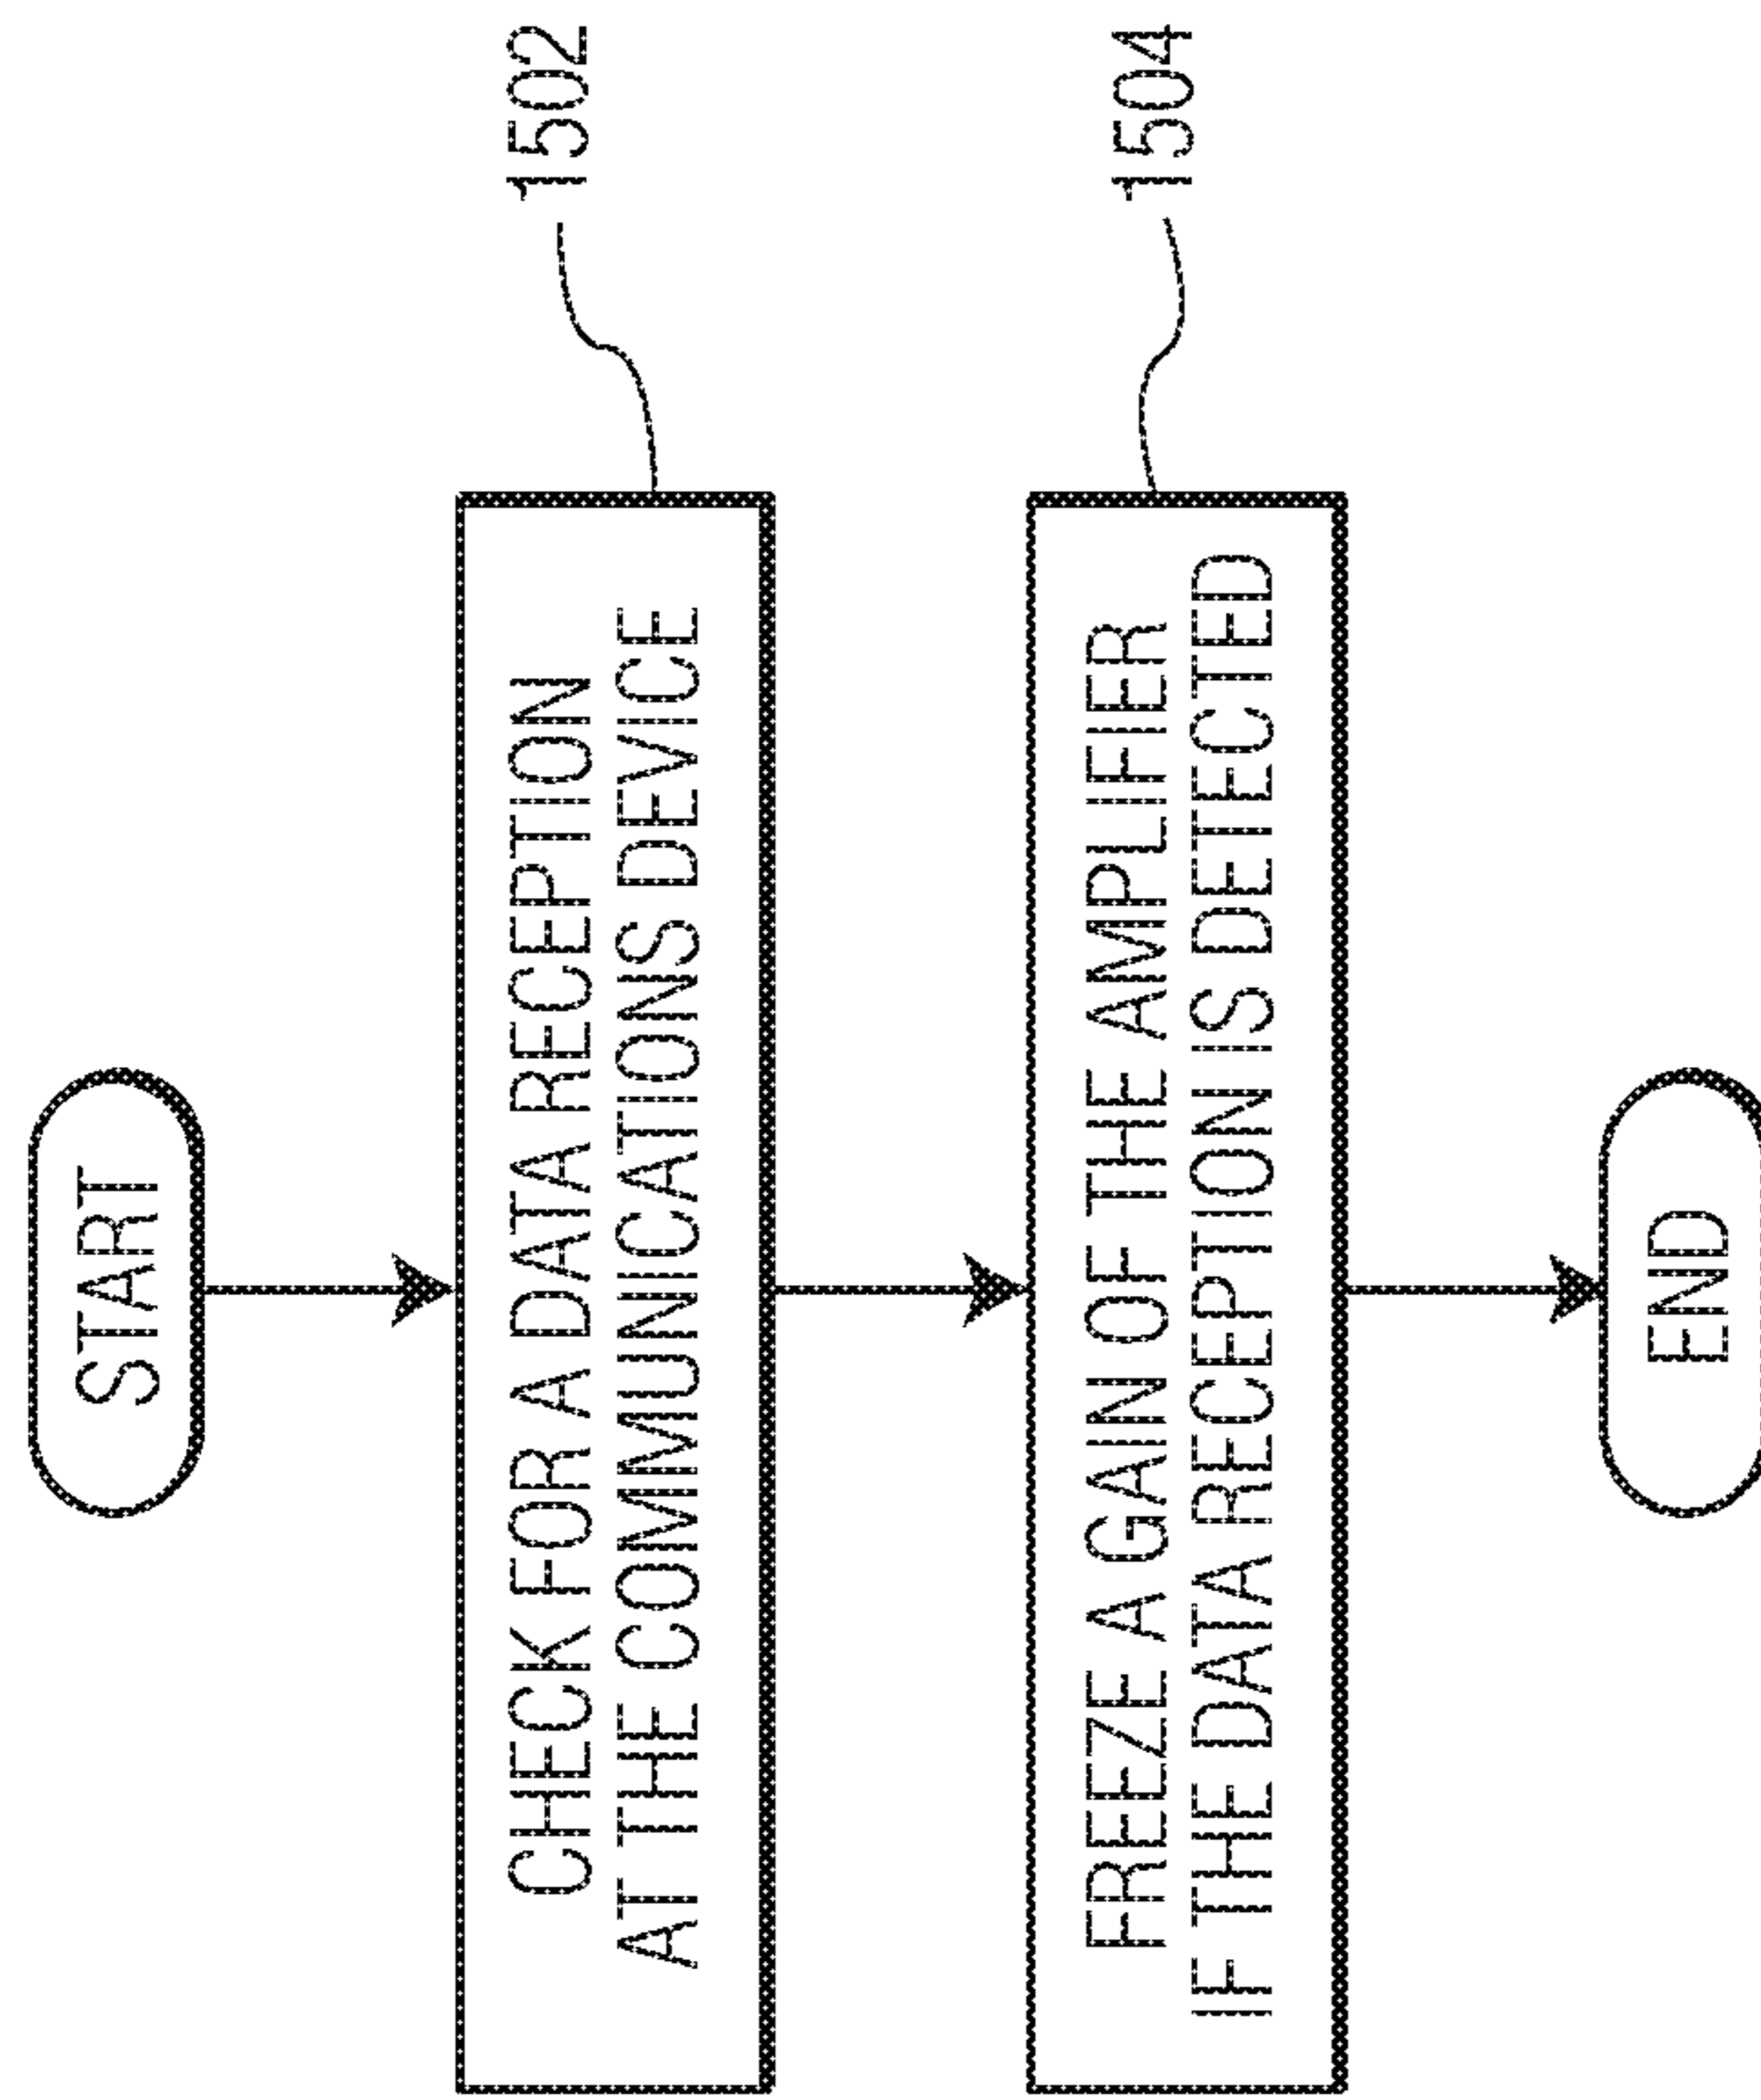 START
CHECK FOR A DATA RECEPTION
AT THE COMMUNICATIONS DEVICE
1502
FREEZE A GAIN OF THE AMPLIFIER
IF THE DATA RECEPTION IS DETECTED
1504
END